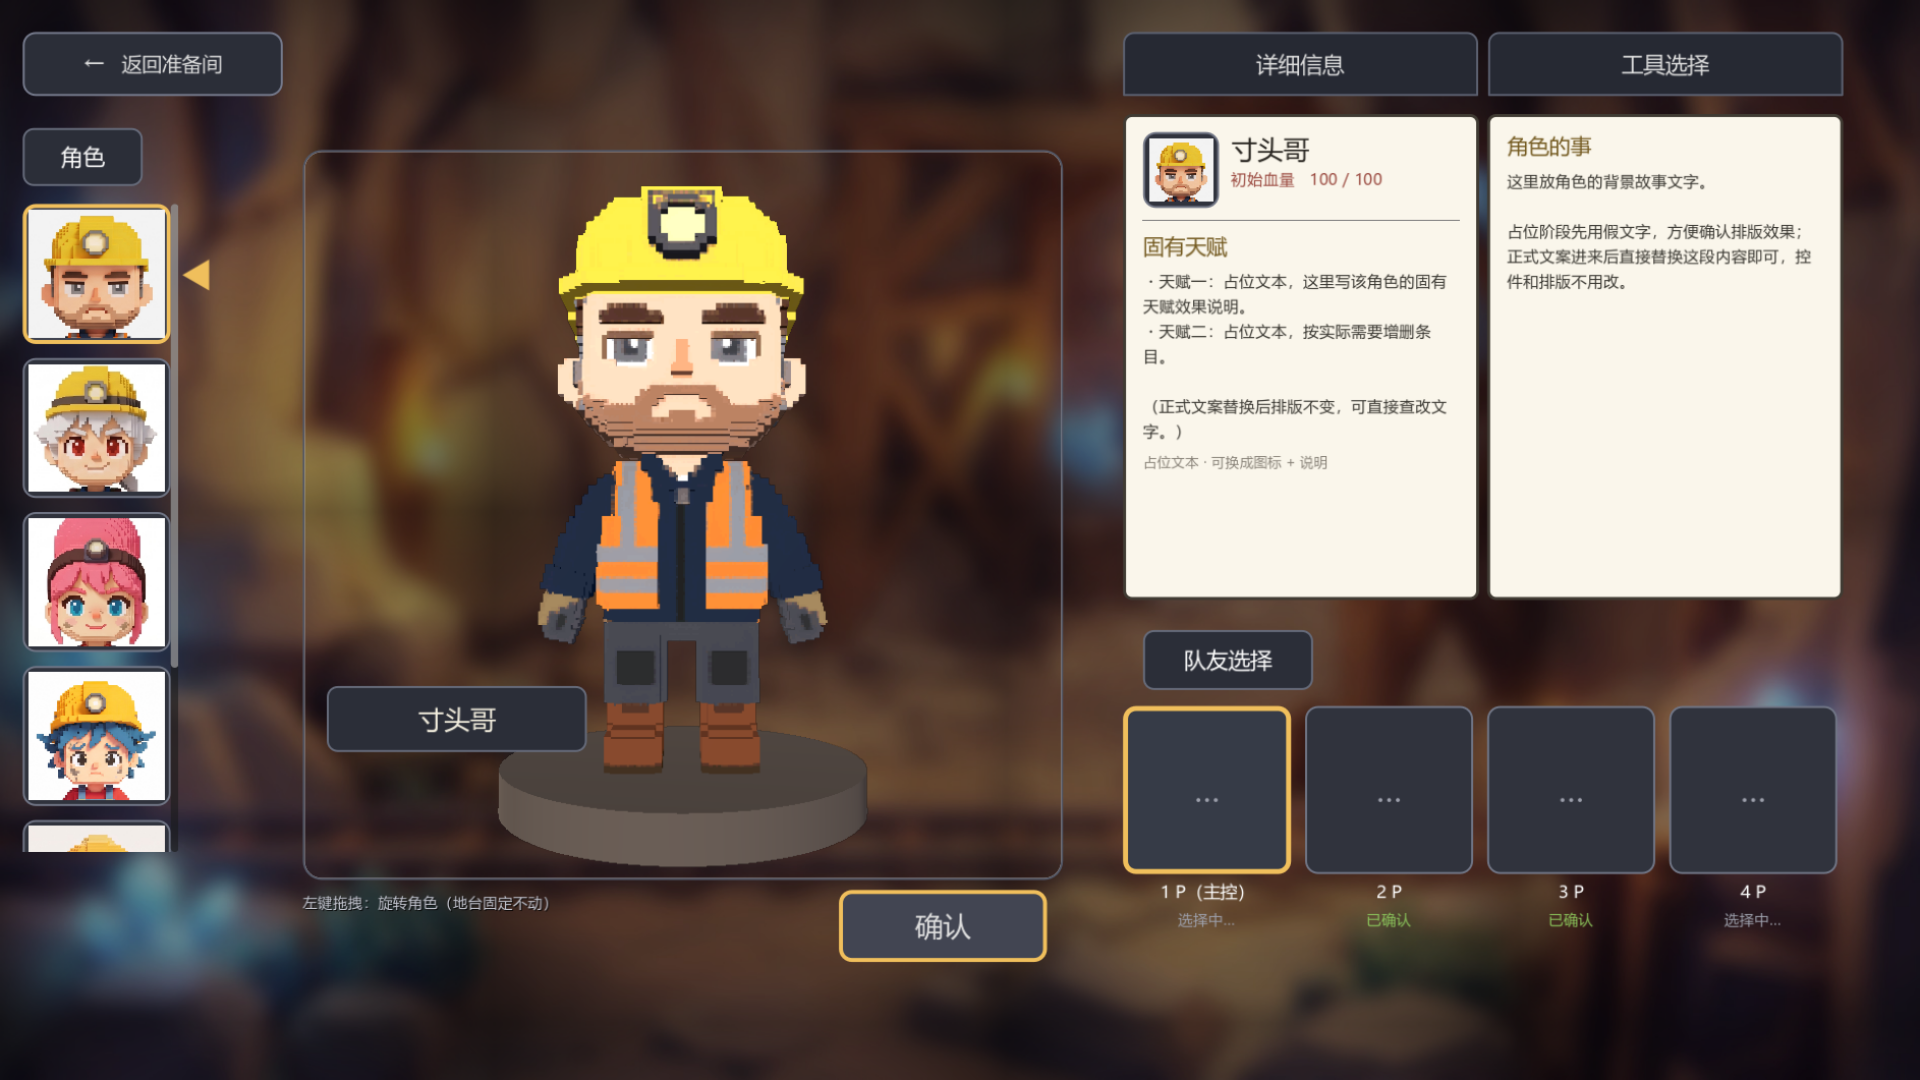 ← 返回准备间
角色
寸头哥
左键拖拽：旋转角色（地台固定不动）
确认
详细信息
工具选择
寸头哥
初始血量 100 / 100
固有天赋
· 天赋一：占位文本，这里写该角色的固有
天赋效果说明。
· 天赋二：占位文本，按实际需要增删条
目。
（正式文案替换后排版不变，可直接查改文
字。）
占位文本 · 可换成图标 + 说明
角色的事
这里放角色的背景故事文字。
占位阶段先用假文字，方便确认排版效果；
正式文案进来后直接替换这段内容即可，控
件和排版不用改。
队友选择
... ... ... ...
1 P（主控） 2 P 3 P 4 P
选择中... 已确认 已确认 选择中...